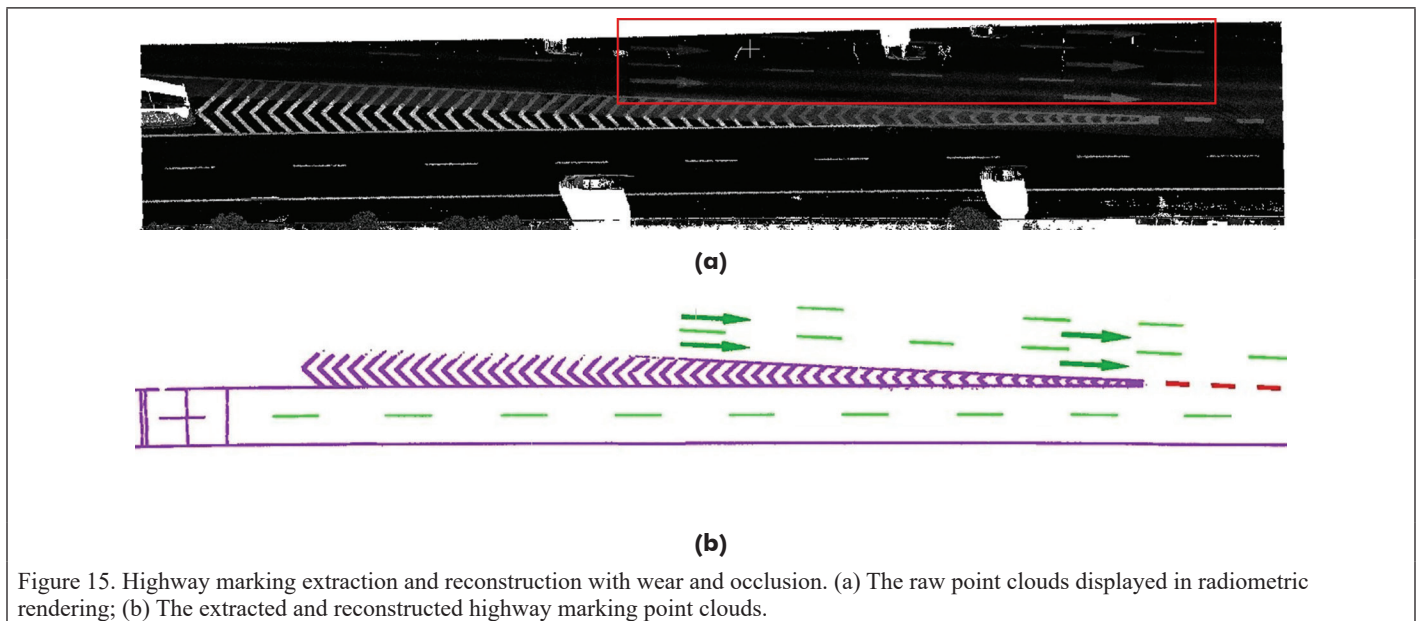 (a)
(b)
Figure 15. Highway marking extraction and reconstruction with wear and occlusion. (a) The raw point clouds displayed in radiometric
rendering; (b) The extracted and reconstructed highway marking point clouds.